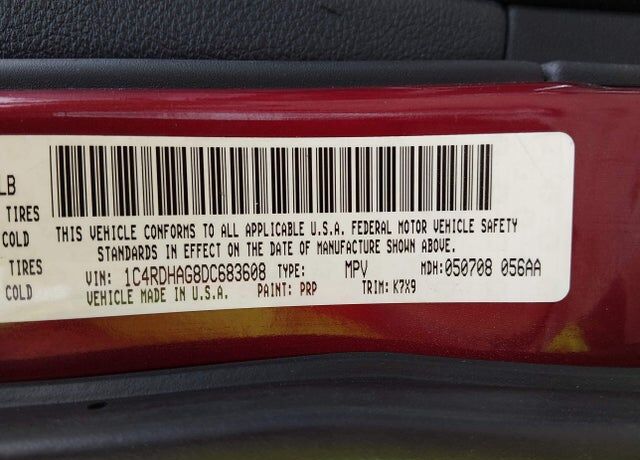 LB
TIRES
COLD
TIRES
COLD
THIS VEHICLE CONFORMS TO ALL APPLICABLE U.S.A. FEDERAL MOTOR VEHICLE SAFETY
STANDARDS IN EFFECT ON THE DATE OF MANUFACTURE SHOWN ABOVE.
VIN: 1C4RDHAG8DC683608 TYPE: MPV MDH:050708 056AA
VEHICLE MADE IN U.S.A. PAINT: PRP TRIM: K7X9